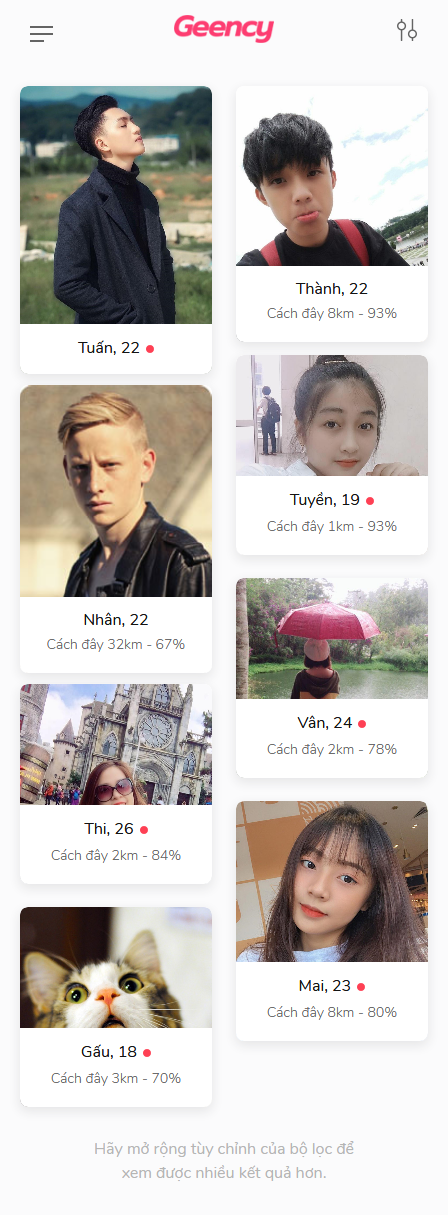 Geency
Tuấn, 22
Thành, 22
Cách đây 8km - 93%
Tuyền, 19
Cách đây 1km - 93%
Nhân, 22
Cách đây 32km - 67%
Vân, 24
Cách đây 2km - 78%
Thi, 26
Cách đây 2km - 84%
Mai, 23
Cách đây 8km - 80%
Gấu, 18
Cách đây 3km - 70%
Hãy mở rộng tùy chỉnh của bộ lọc để
xem được nhiều kết quả hơn.